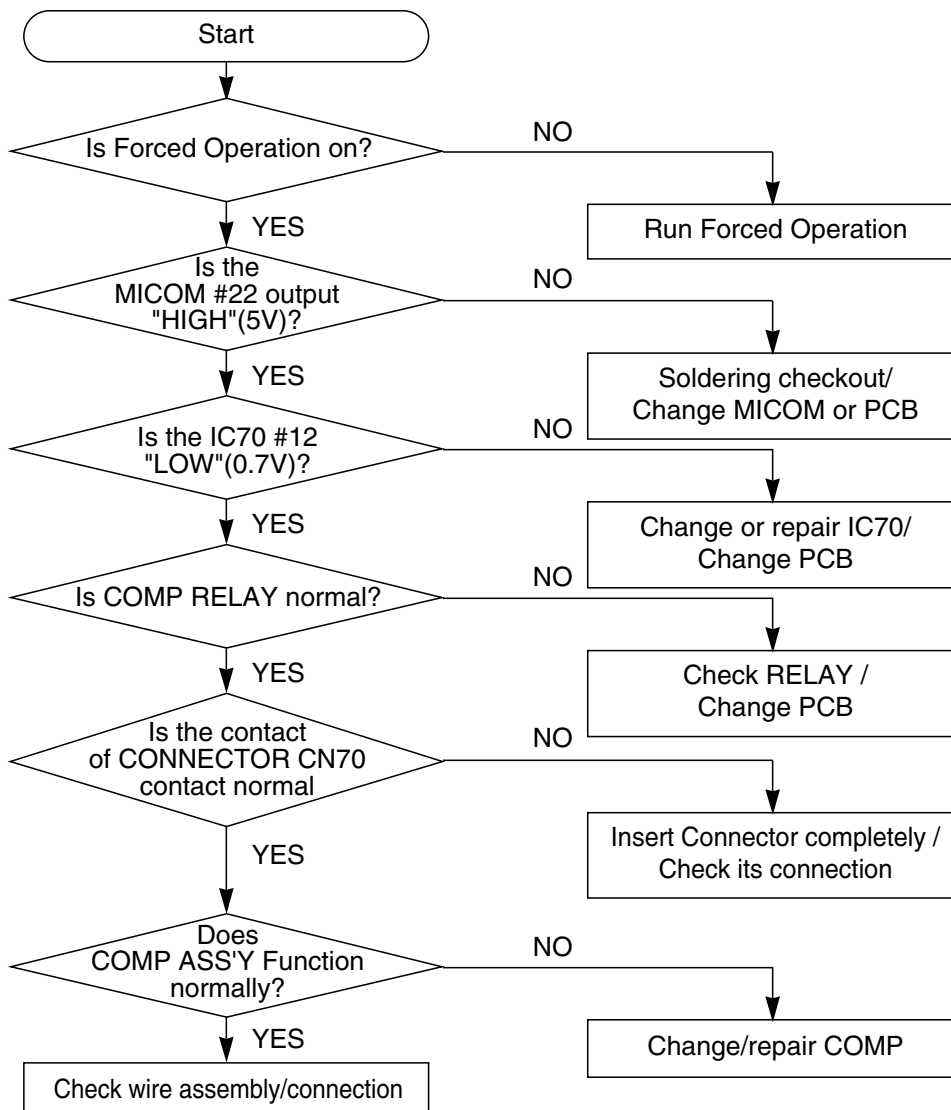 Start
Is Forced Operation on?
NO
Run Forced Operation
YES
Is the
MICOM #22 output
"HIGH"(5V)?
NO
Soldering checkout/
Change MICOM or PCB
YES
Is the IC70 #12
"LOW"(0.7V)?
NO
Change or repair IC70/
Change PCB
YES
Is COMP RELAY normal?
NO
Check RELAY /
Change PCB
YES
Is the contact
of CONNECTOR CN70
contact normal
NO
Insert Connector completely /
Check its connection
YES
Does
COMP ASS'Y Function
normally?
NO
Change/repair COMP
YES
Check wire assembly/connection